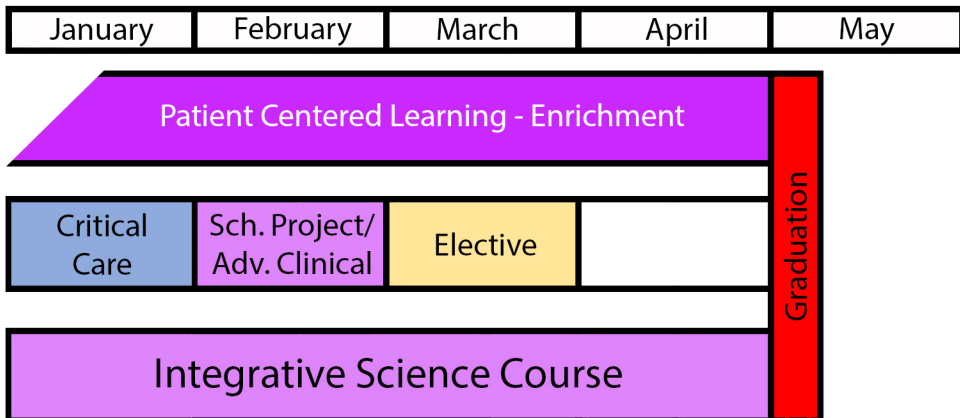 January
February
March
April
May
Patient Centered Learning - Enrichment
Critical
Care
Sch. Project/
Adv. Clinical
Elective
Graduation
Integrative Science Course